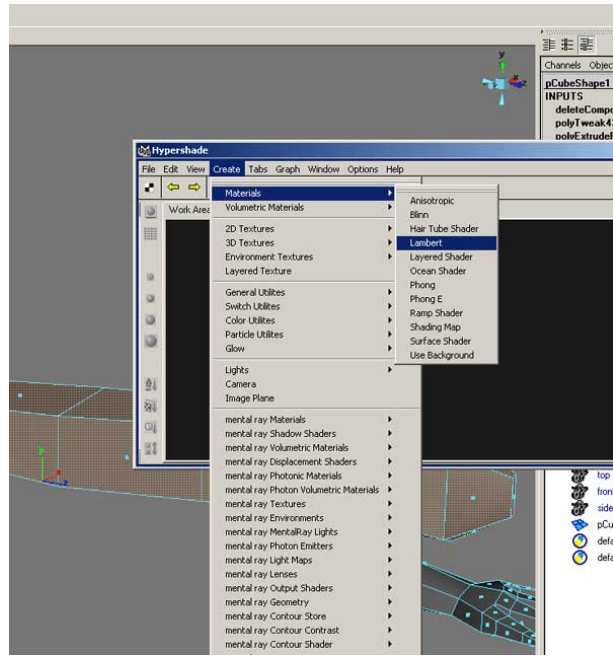 Channels Objec
pCubeShape1
INPUTS
deleteCompo
polyTweak43
polyExtrudeF
y
z
x
Hypershade
File Edit View Create Tabs Graph Window Options Help
Work Area
Materials
Volumetric Materials
2D Textures
3D Textures
Environment Textures
Layered Texture
General Utilites
Switch Utilites
Color Utilites
Particle Utilites
Glow
Lights
Camera
Image Plane
mental ray Materials
mental ray Shadow Shaders
mental ray Volumetric Materials
mental ray Displacement Shaders
mental ray Photonic Materials
mental ray Photon Volumetric Materials
mental ray Textures
mental ray Environments
mental ray MentalRay Lights
mental ray Photon Emitters
mental ray Light Maps
mental ray Lenses
mental ray Output Shaders
mental ray Geometry
mental ray Contour Store
mental ray Contour Contrast
mental ray Contour Shader
Anisotropic
Blinn
Hair Tube Shader
Lambert
Layered Shader
Ocean Shader
Phong
Phong E
Ramp Shader
Shading Map
Surface Shader
Use Background
top
front
side
pCu
defa
defa